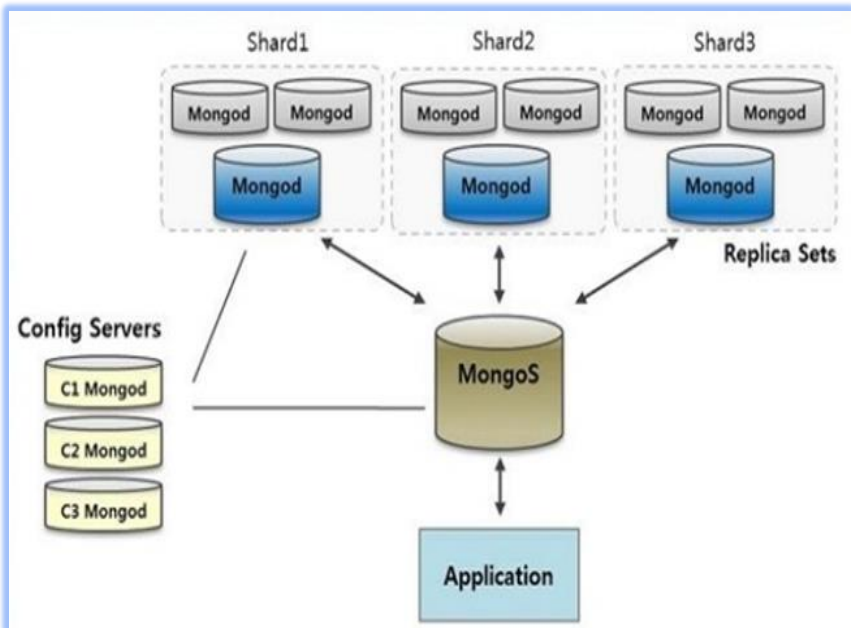 Shard1 Shard2 Shard3
Mongod Mongod Mongod Mongod Mongod Mongod
Mongod Mongod Mongod
Replica Sets
Config Servers
C1 Mongod
C2 Mongod
C3 Mongod
MongoS
Application